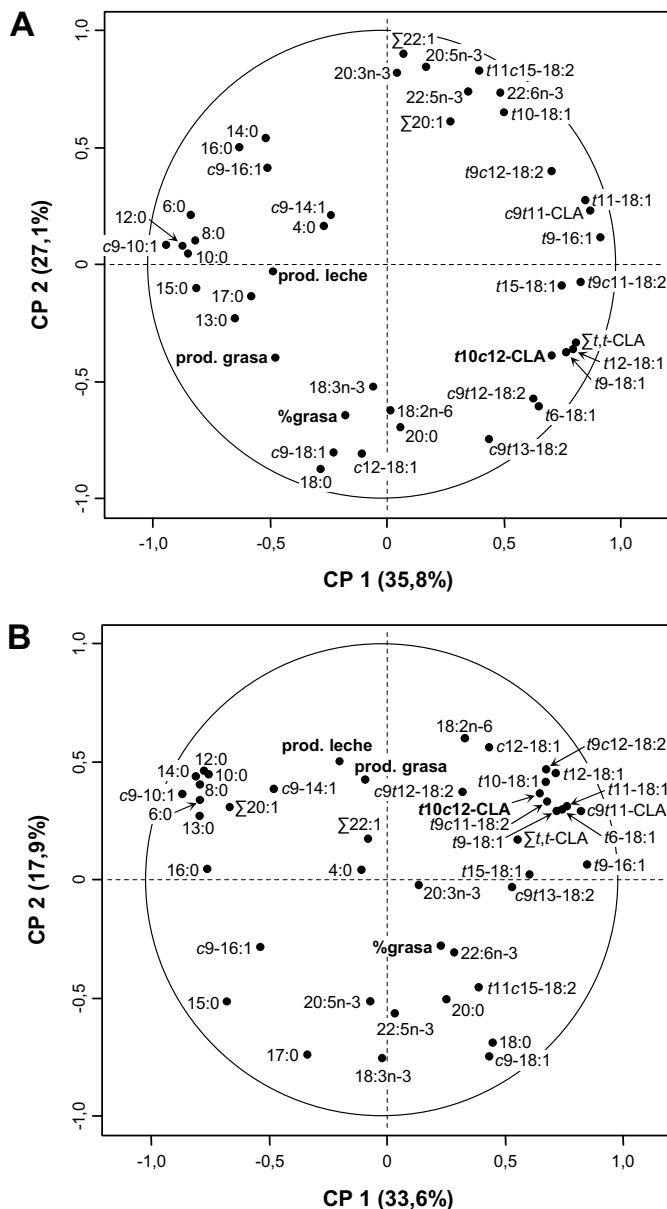 A
CP 2 (27,1%)
1,0
0,5
0
-0,5
-1,0
∑22:1
20:5n-3
20:3n-3
t11c15-18:2
22:5n-3
22:6n-3
t10-18:1
∑20:1
14:0
16:0
c9-16:1
t9c12-18:2
6:0
c9-14:1
t11-18:1
12:0
4:0
c9t11-CLA
8:0
c9-10:1
t9-16:1
10:0
prod. leche
15:0
17:0
t15-18:1
t9c11-18:2
13:0
∑t,t-CLA
prod. grasa
t10c12-CLA
t12-18:1
t9-18:1
18:3n-3
c9t12-18:2
%grasa
18:2n-6
t6-18:1
20:0
c9-18:1
c9t13-18:2
c12-18:1
18:0
-1,0
-0,5
0
0,5
1,0
CP 1 (35,8%)
B
CP 2 (17,9%)
1,0
0,5
0
-0,5
-1,0
18:2n-6
c12-18:1
t9c12-18:2
prod. leche
12:0
14:0
10:0
prod. grasa
t10-18:1
t12-18:1
c9-10:1
8:0
c9-14:1
c9t12-18:2
t11-18:1
6:0
∑20:1
t10c12-CLA
c9t11-CLA
13:0
t9c11-18:2
t6-18:1
∑22:1
t9-18:1
∑t,t-CLA
16:0
4:0
t15-18:1
t9-16:1
20:3n-3
c9t13-18:2
c9-16:1
%grasa
22:6n-3
15:0
20:5n-3
t11c15-18:2
20:0
22:5n-3
17:0
18:0
18:3n-3
c9-18:1
-1,0
-0,5
0
0,5
1,0
CP 1 (33,6%)